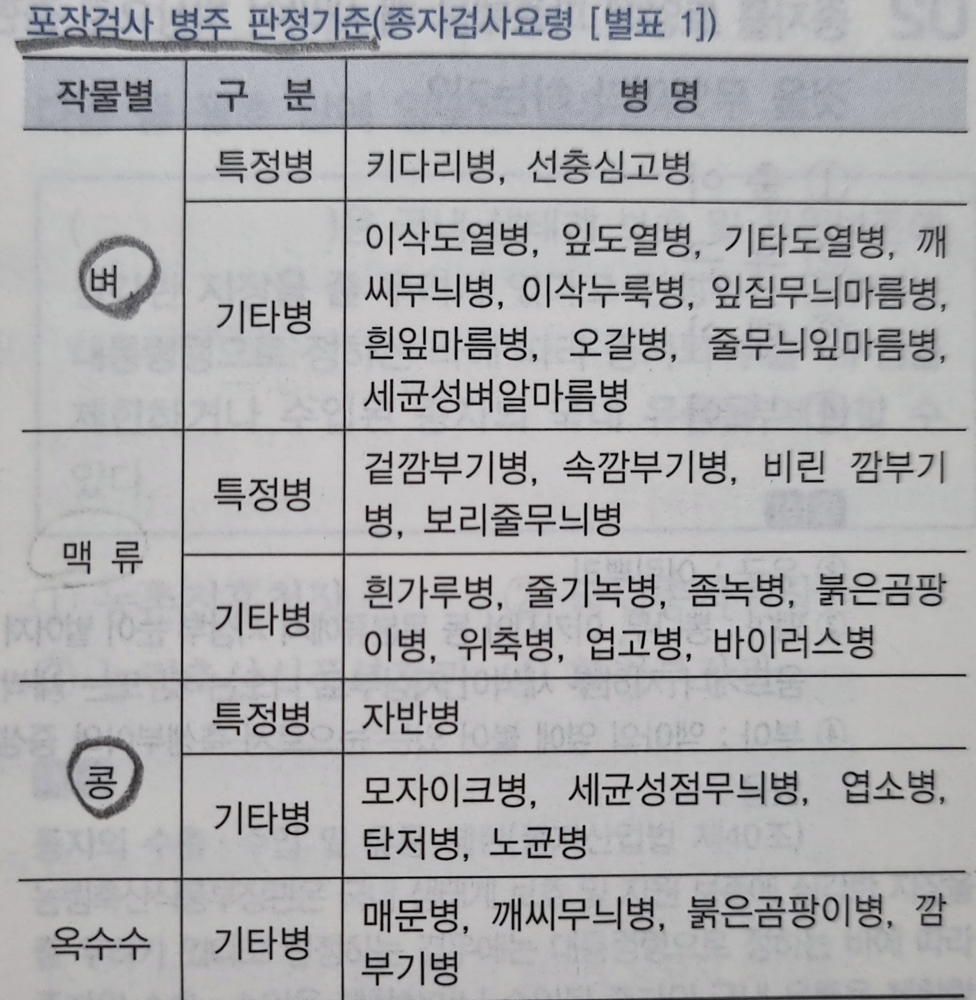 포장검사 병주 판정기준(종자검사요령 [별표 1])
작물별 구 분 병 명
벼
특정병 키다리병, 선충심고병
기타병
이삭도열병, 잎도열병, 기타도열병, 깨
씨무늬병, 이삭누룩병, 잎집무늬마름병,
흰잎마름병, 오갈병, 줄무늬잎마름병,
세균성벼알마름병
맥 류
특정병
겉깜부기병, 속깜부기병, 비린 깜부기
병, 보리줄무늬병
기타병
흰가루병, 줄기녹병, 좀녹병, 붉은곰팡
이병, 위축병, 엽고병, 바이러스병
콩
특정병 자반병
기타병
모자이크병, 세균성점무늬병, 엽소병,
탄저병, 노균병
옥수수
기타병
매문병, 깨씨무늬병, 붉은곰팡이병, 깜
부기병